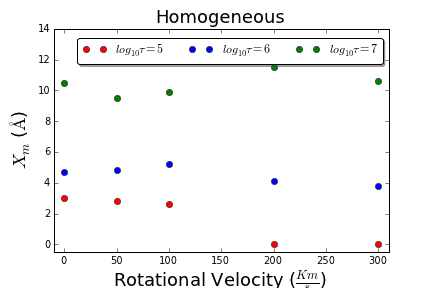 Homogeneous
14
log₁₀τ=5 log₁₀τ=6 log₁₀τ=7
12
10
8
6
4
2
0
Xₘ (Å)
0 50 100 150 200 250 300
Rotational Velocity (Km/s)